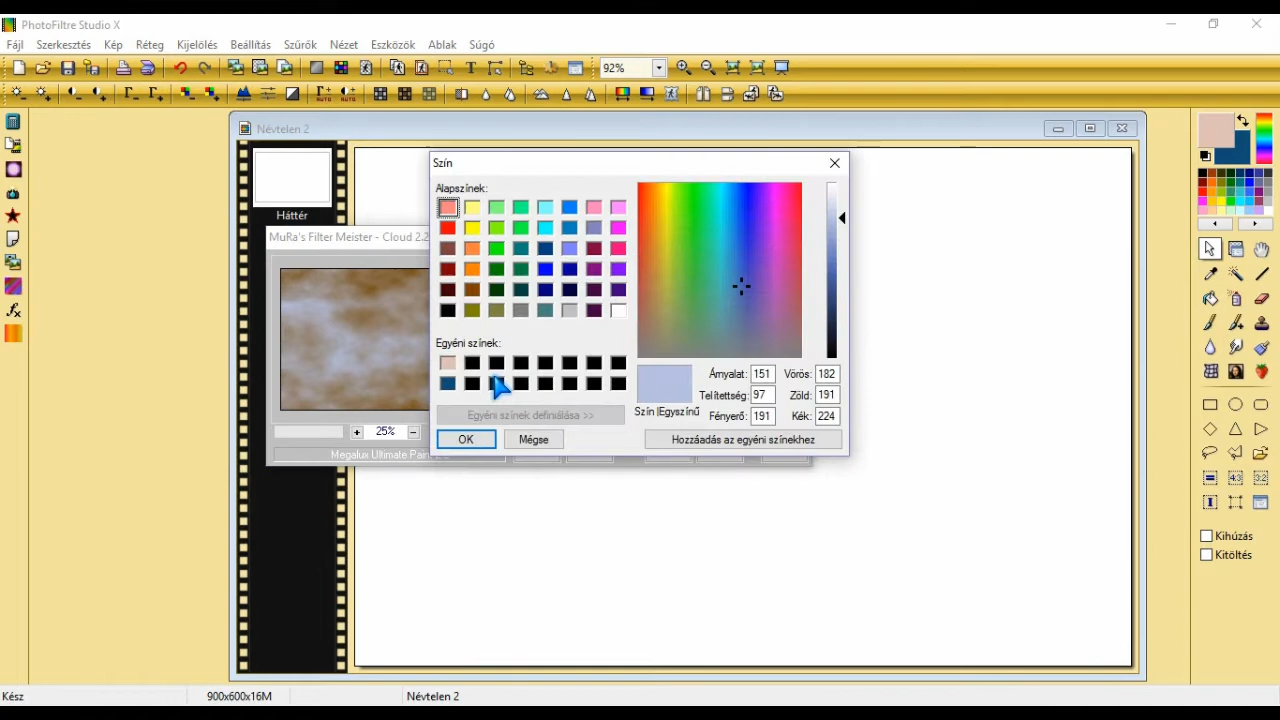 PhotoFiltre Studio X
Fájl Szerkesztés Kép Réteg Kijelölés Beállítás Szűrők Nézet Eszközök Ablak Súgó
92%
Névtelen 2
Háttér
MuRa's Filter Meister - Cloud 2.2
25%
Megalux Ultimate Paint
Szín
Alapszínek:
Egyéni színek:
Egyéni színek definiálása >>
OK Mégse
Szín |Egyszínű
Árnyalat: 151 Vörös: 182
Telítettség: 97 Zöld: 191
Fényerő: 191 Kék: 224
Hozzáadás az egyéni színekhez
Kihúzás
Kitöltés
Kész 900x600x16M Névtelen 2